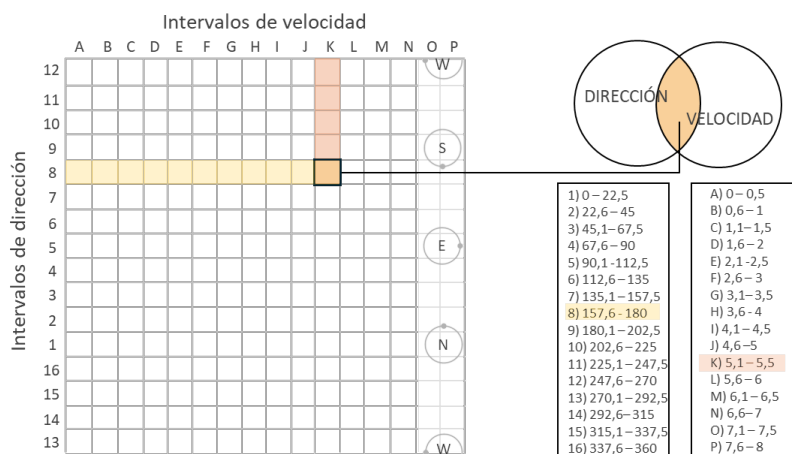 Intervalos de velocidad
A B C D E F G H I J K L M N O P
Intervalos de dirección
12
11
10
9
8
7
6
5
4
3
2
1
16
15
14
13
W
S
E
N
W
DIRECCIÓN
VELOCIDAD
1) 0 – 22,5
2) 22,6 – 45
3) 45,1 – 67,5
4) 67,6 – 90
5) 90,1 -112,5
6) 112,6 – 135
7) 135,1 – 157,5
8) 157,6 - 180
9) 180,1 – 202,5
10) 202,6 – 225
11) 225,1 – 247,5
12) 247,6 – 270
13) 270,1 – 292,5
14) 292,6 – 315
15) 315,1 – 337,5
16) 337,6 – 360
A) 0 – 0,5
B) 0,6 – 1
C) 1,1 – 1,5
D) 1,6 – 2
E) 2,1 -2,5
F) 2,6 – 3
G) 3,1 – 3,5
H) 3,6 - 4
I) 4,1 – 4,5
J) 4,6 –5
K) 5,1 – 5,5
L) 5,6 – 6
M) 6,1 – 6,5
N) 6,6 – 7
O) 7,1 – 7,5
P) 7,6 – 8